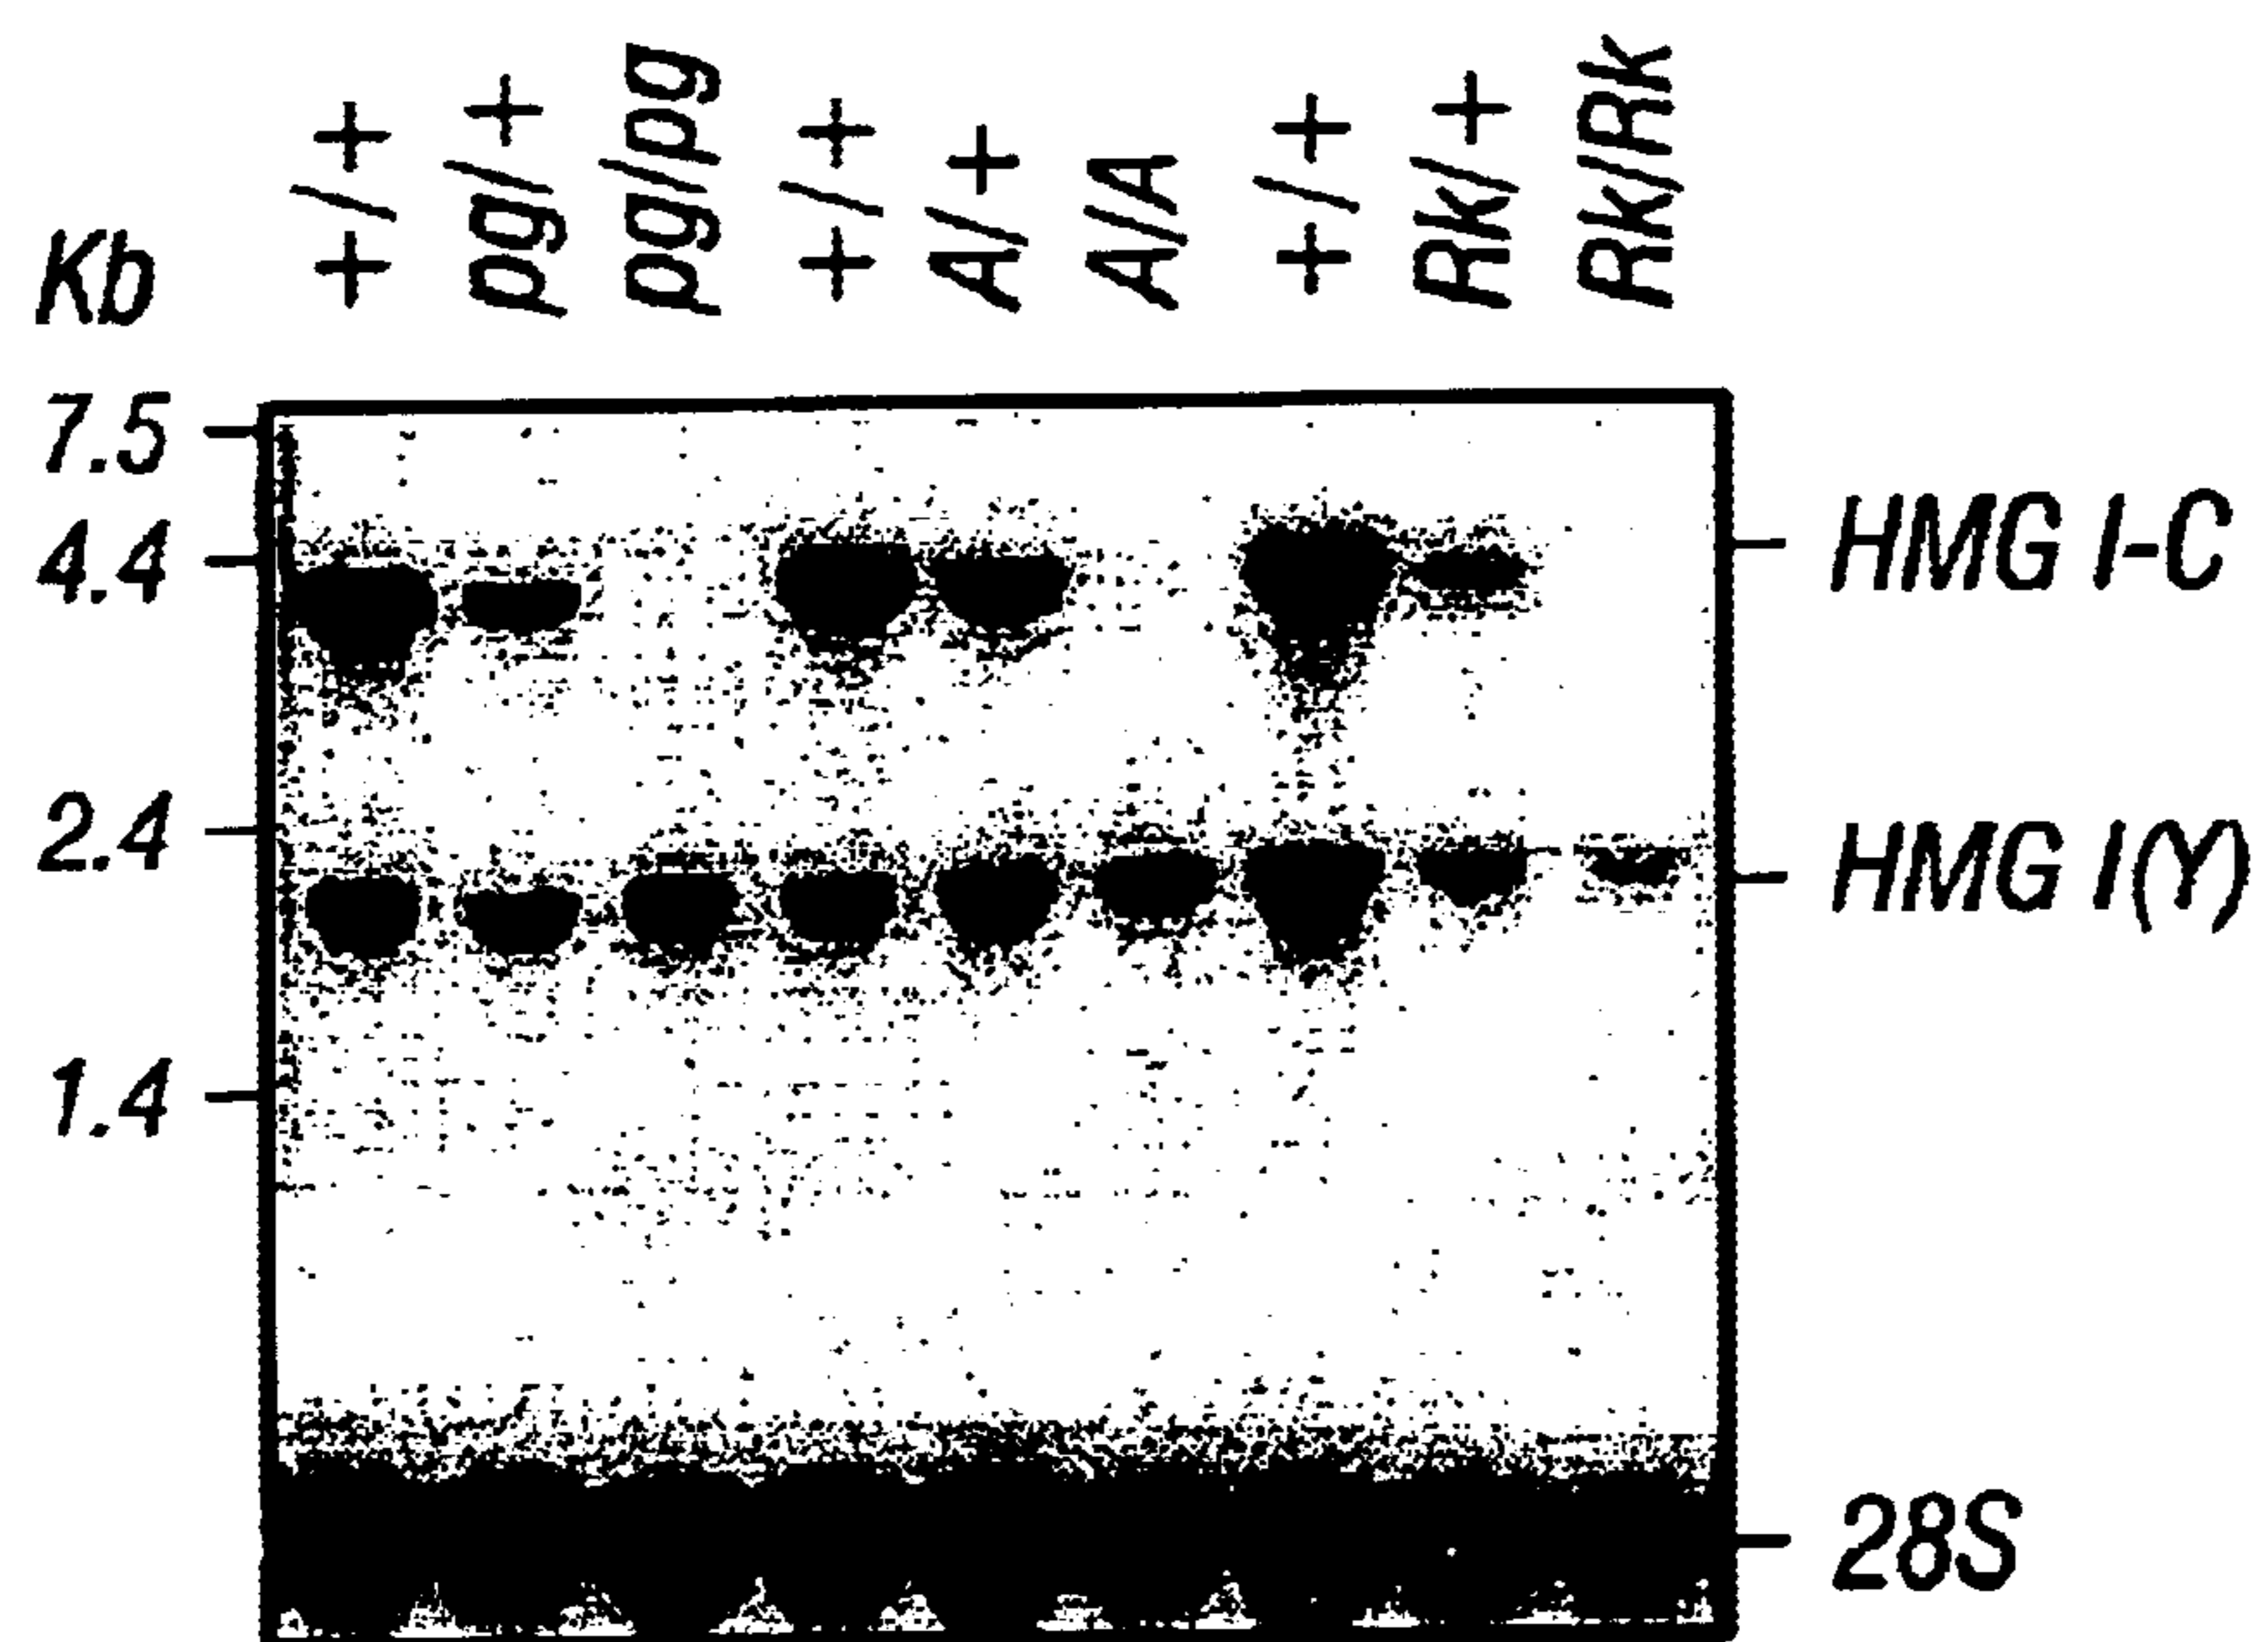 Kb
+/+ pg/+ pg/pg +/+ A/+ A/A +/+ Rk/+ Rk/Rk
7.5
4.4
2.4
1.4
HMG I-C
HMG I(Y)
28S